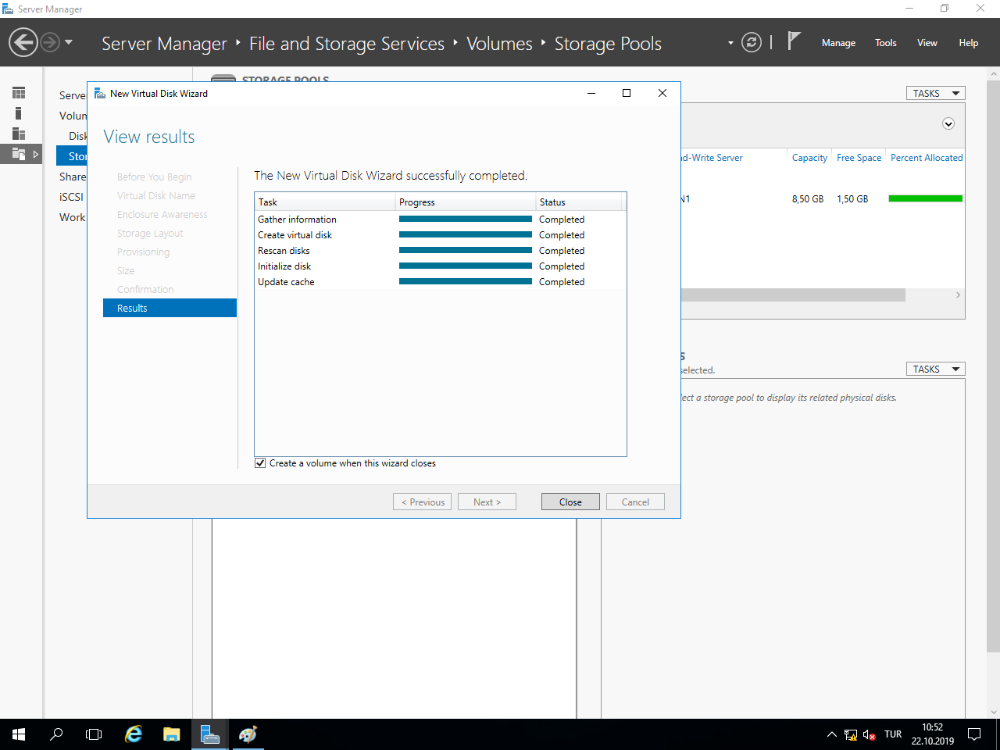 Server Manager
Server Manager ‣ File and Storage Services ‣ Volumes ‣ Storage Pools
Manage Tools View Help
STORAGE POOLS
TASKS
New Virtual Disk Wizard
View results
Before You Begin
Virtual Disk Name
Enclosure Awareness
Storage Layout
Provisioning
Size
Confirmation
Results
The New Virtual Disk Wizard successfully completed.
Task Progress Status
Gather information Completed
Create virtual disk Completed
Rescan disks Completed
Initialize disk Completed
Update cache Completed
Create a volume when this wizard closes
< Previous Next > Close Cancel
Serve
Volum
Disk
Stor
Share
iSCSI
Work
d-Write Server Capacity Free Space Percent Allocated
N1 8,50 GB 1,50 GB
S
selected.
TASKS
ect a storage pool to display its related physical disks.
TUR
10:52
22.10.2019